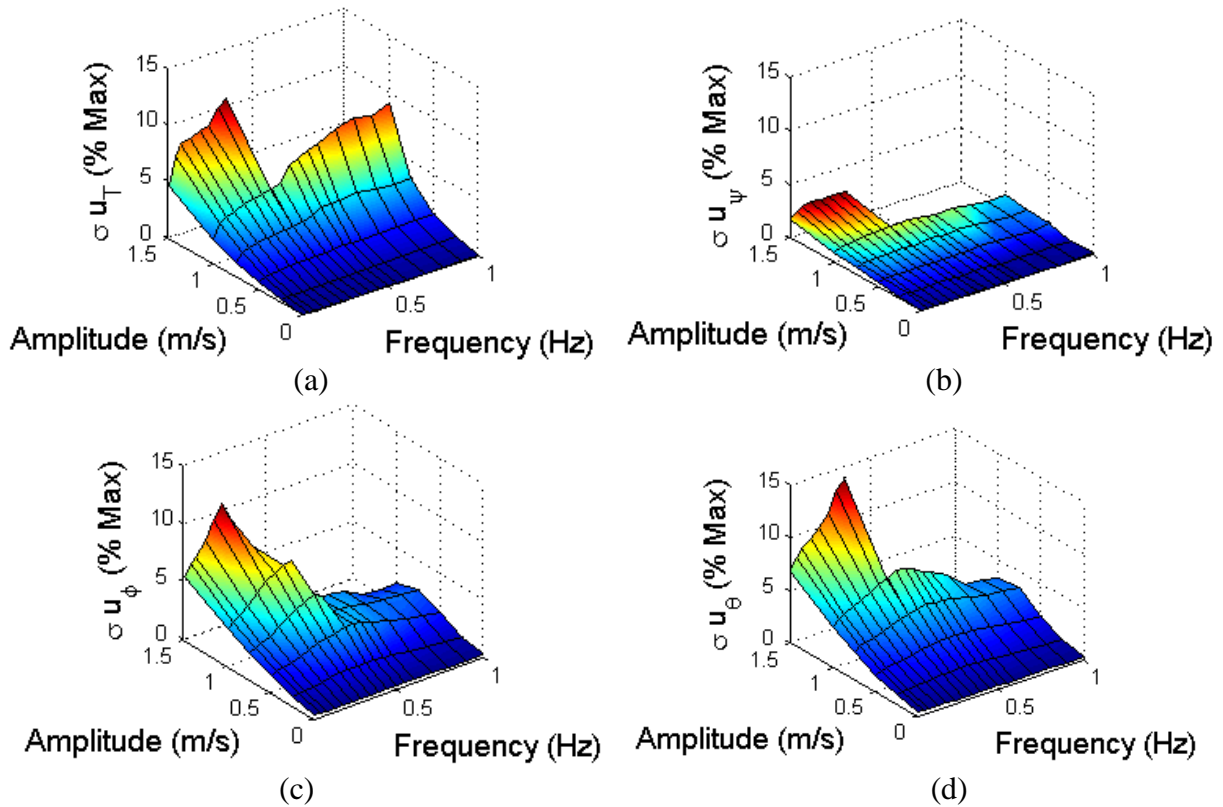 15
10
5
0
σ u_T (% Max)
1.5
1
0.5
0
Amplitude (m/s)
0.5
1
Frequency (Hz)
(a)
15
10
5
0
σ u_ψ (% Max)
1.5
1
0.5
0
Amplitude (m/s)
0.5
1
Frequency (Hz)
(b)
15
10
5
0
σ u_ϕ (% Max)
1.5
1
0.5
0
Amplitude (m/s)
0.5
1
Frequency (Hz)
(c)
15
10
5
0
σ u_θ (% Max)
1.5
1
0.5
0
Amplitude (m/s)
0.5
1
Frequency (Hz)
(d)